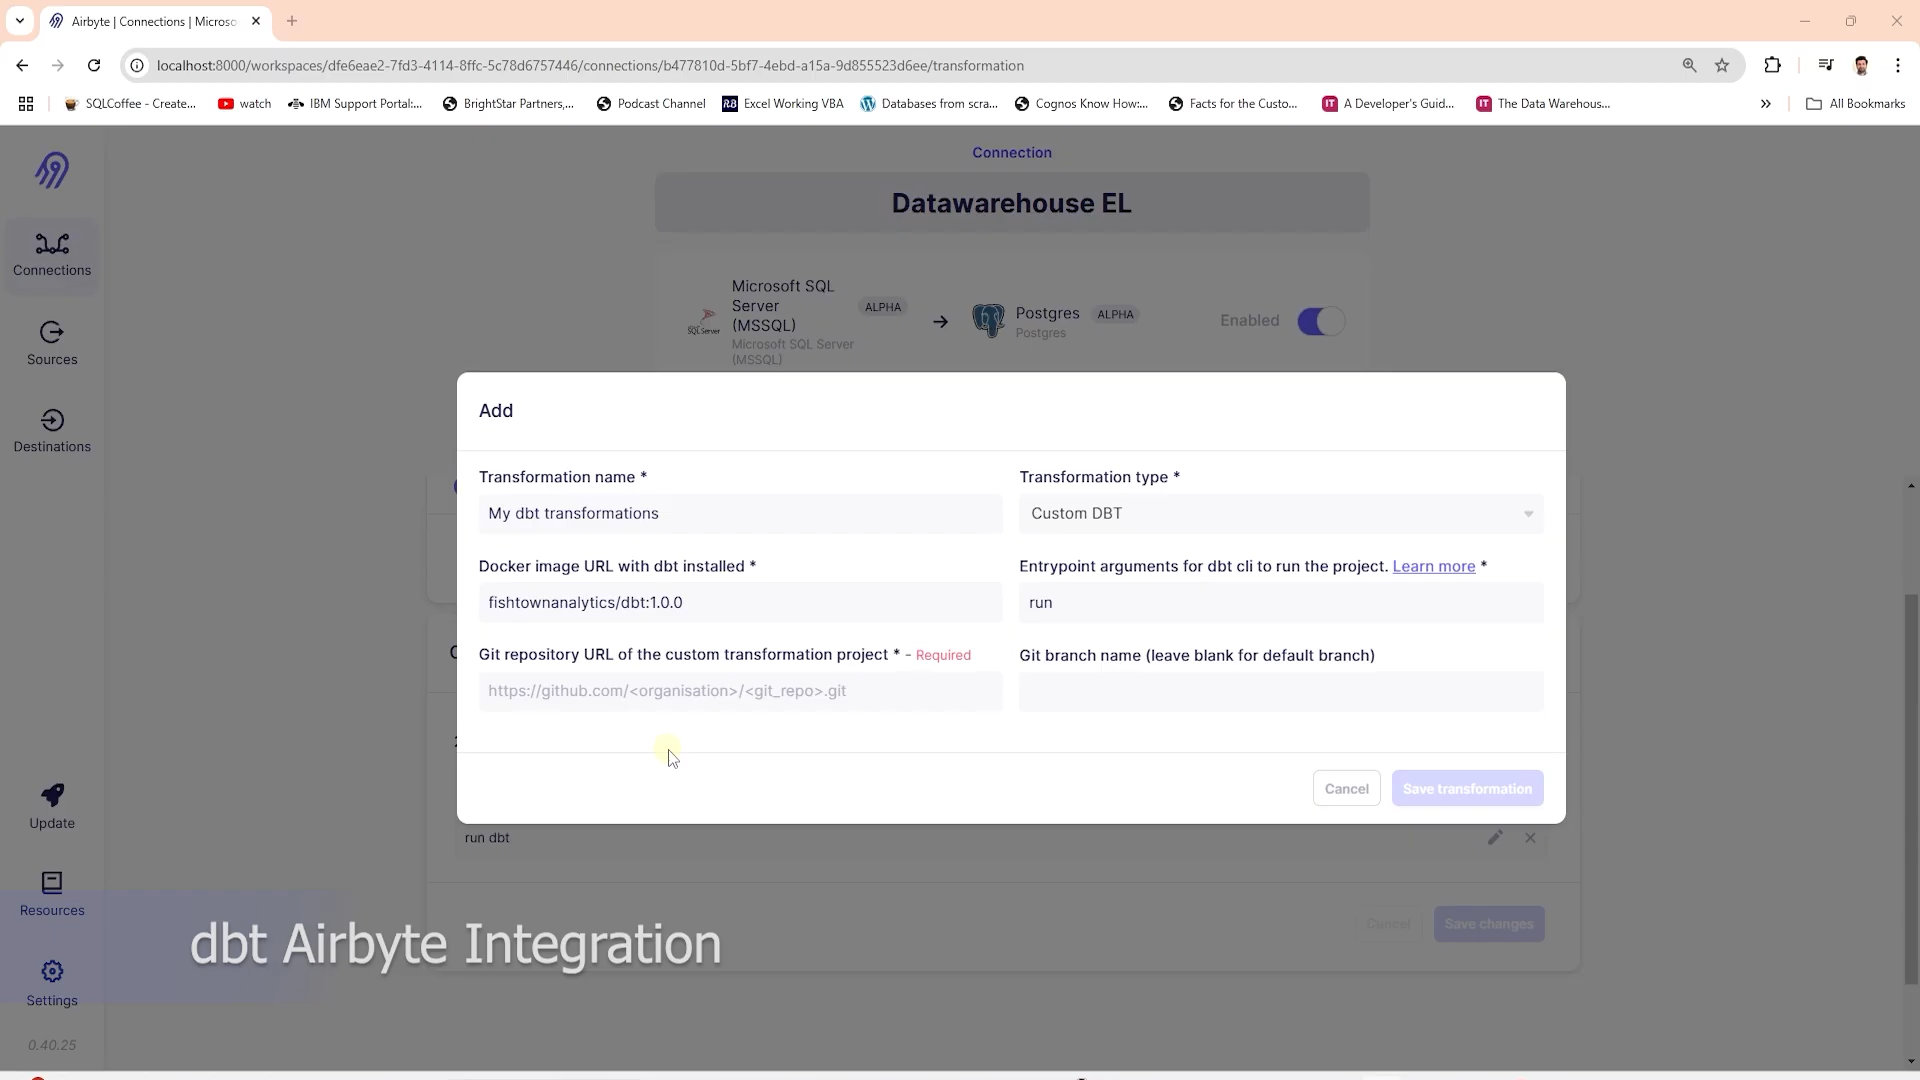 Airbyte | Connections | Microso
localhost:8000/workspaces/dfe6eae2-7fd3-4114-8ffc-5c78d6757446/connections/b477810d-5bf7-4ebd-a15a-9d855523d6ee/transformation
SQLCoffee - Create...
watch
IBM Support Portal:...
BrightStar Partners,...
Podcast Channel
R3 Excel Working VBA
Databases from scra...
Cognos Know How:...
Facts for the Custo...
IT A Developer's Guid...
IT The Data Warehous...
All Bookmarks
Connection
Datawarehouse EL
Connections
Microsoft SQL
Server
(MSSQL)
ALPHA
Microsoft SQL Server
(MSSQL)
SQL Server
Postgres
ALPHA
Postgres
Enabled
Sources
Destinations
Add
Transformation name *
My dbt transformations
Transformation type *
Custom DBT
Docker image URL with dbt installed *
fishtownanalytics/dbt:1.0.0
Entrypoint arguments for dbt cli to run the project. Learn more *
run
Git repository URL of the custom transformation project * - Required
https://github.com/<organisation>/<git_repo>.git
Git branch name (leave blank for default branch)
Cancel
Save transformation
Update
run dbt
Resources
Cancel
Save changes
dbt Airbyte Integration
Settings
0.40.25